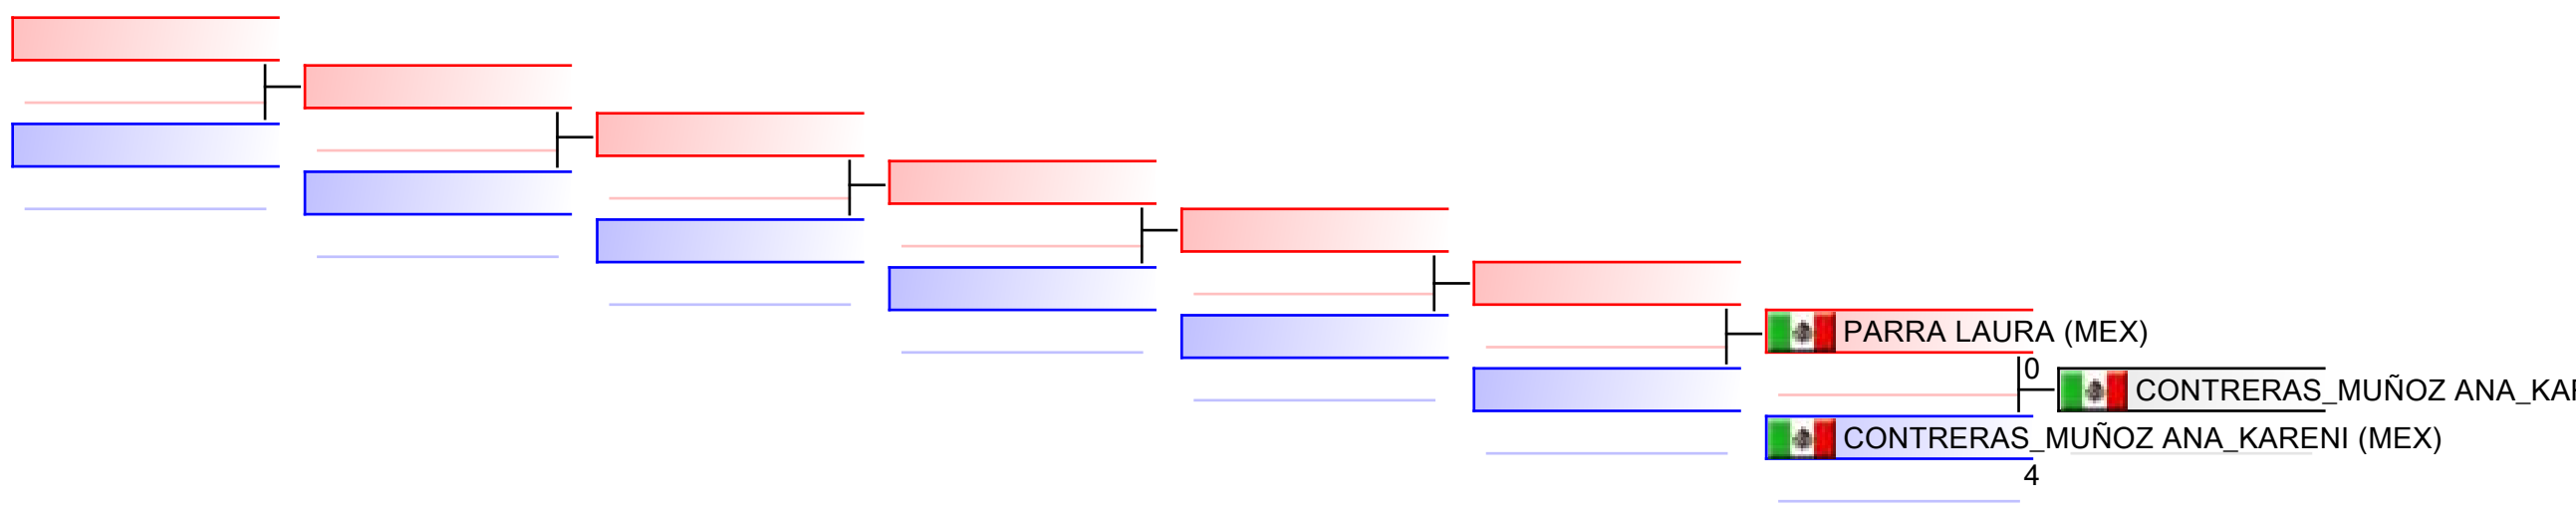 PARRA LAURA (MEX)
0
CONTRERAS_MUÑOZ ANA_KA
CONTRERAS_MUÑOZ ANA_KARENI (MEX)
4